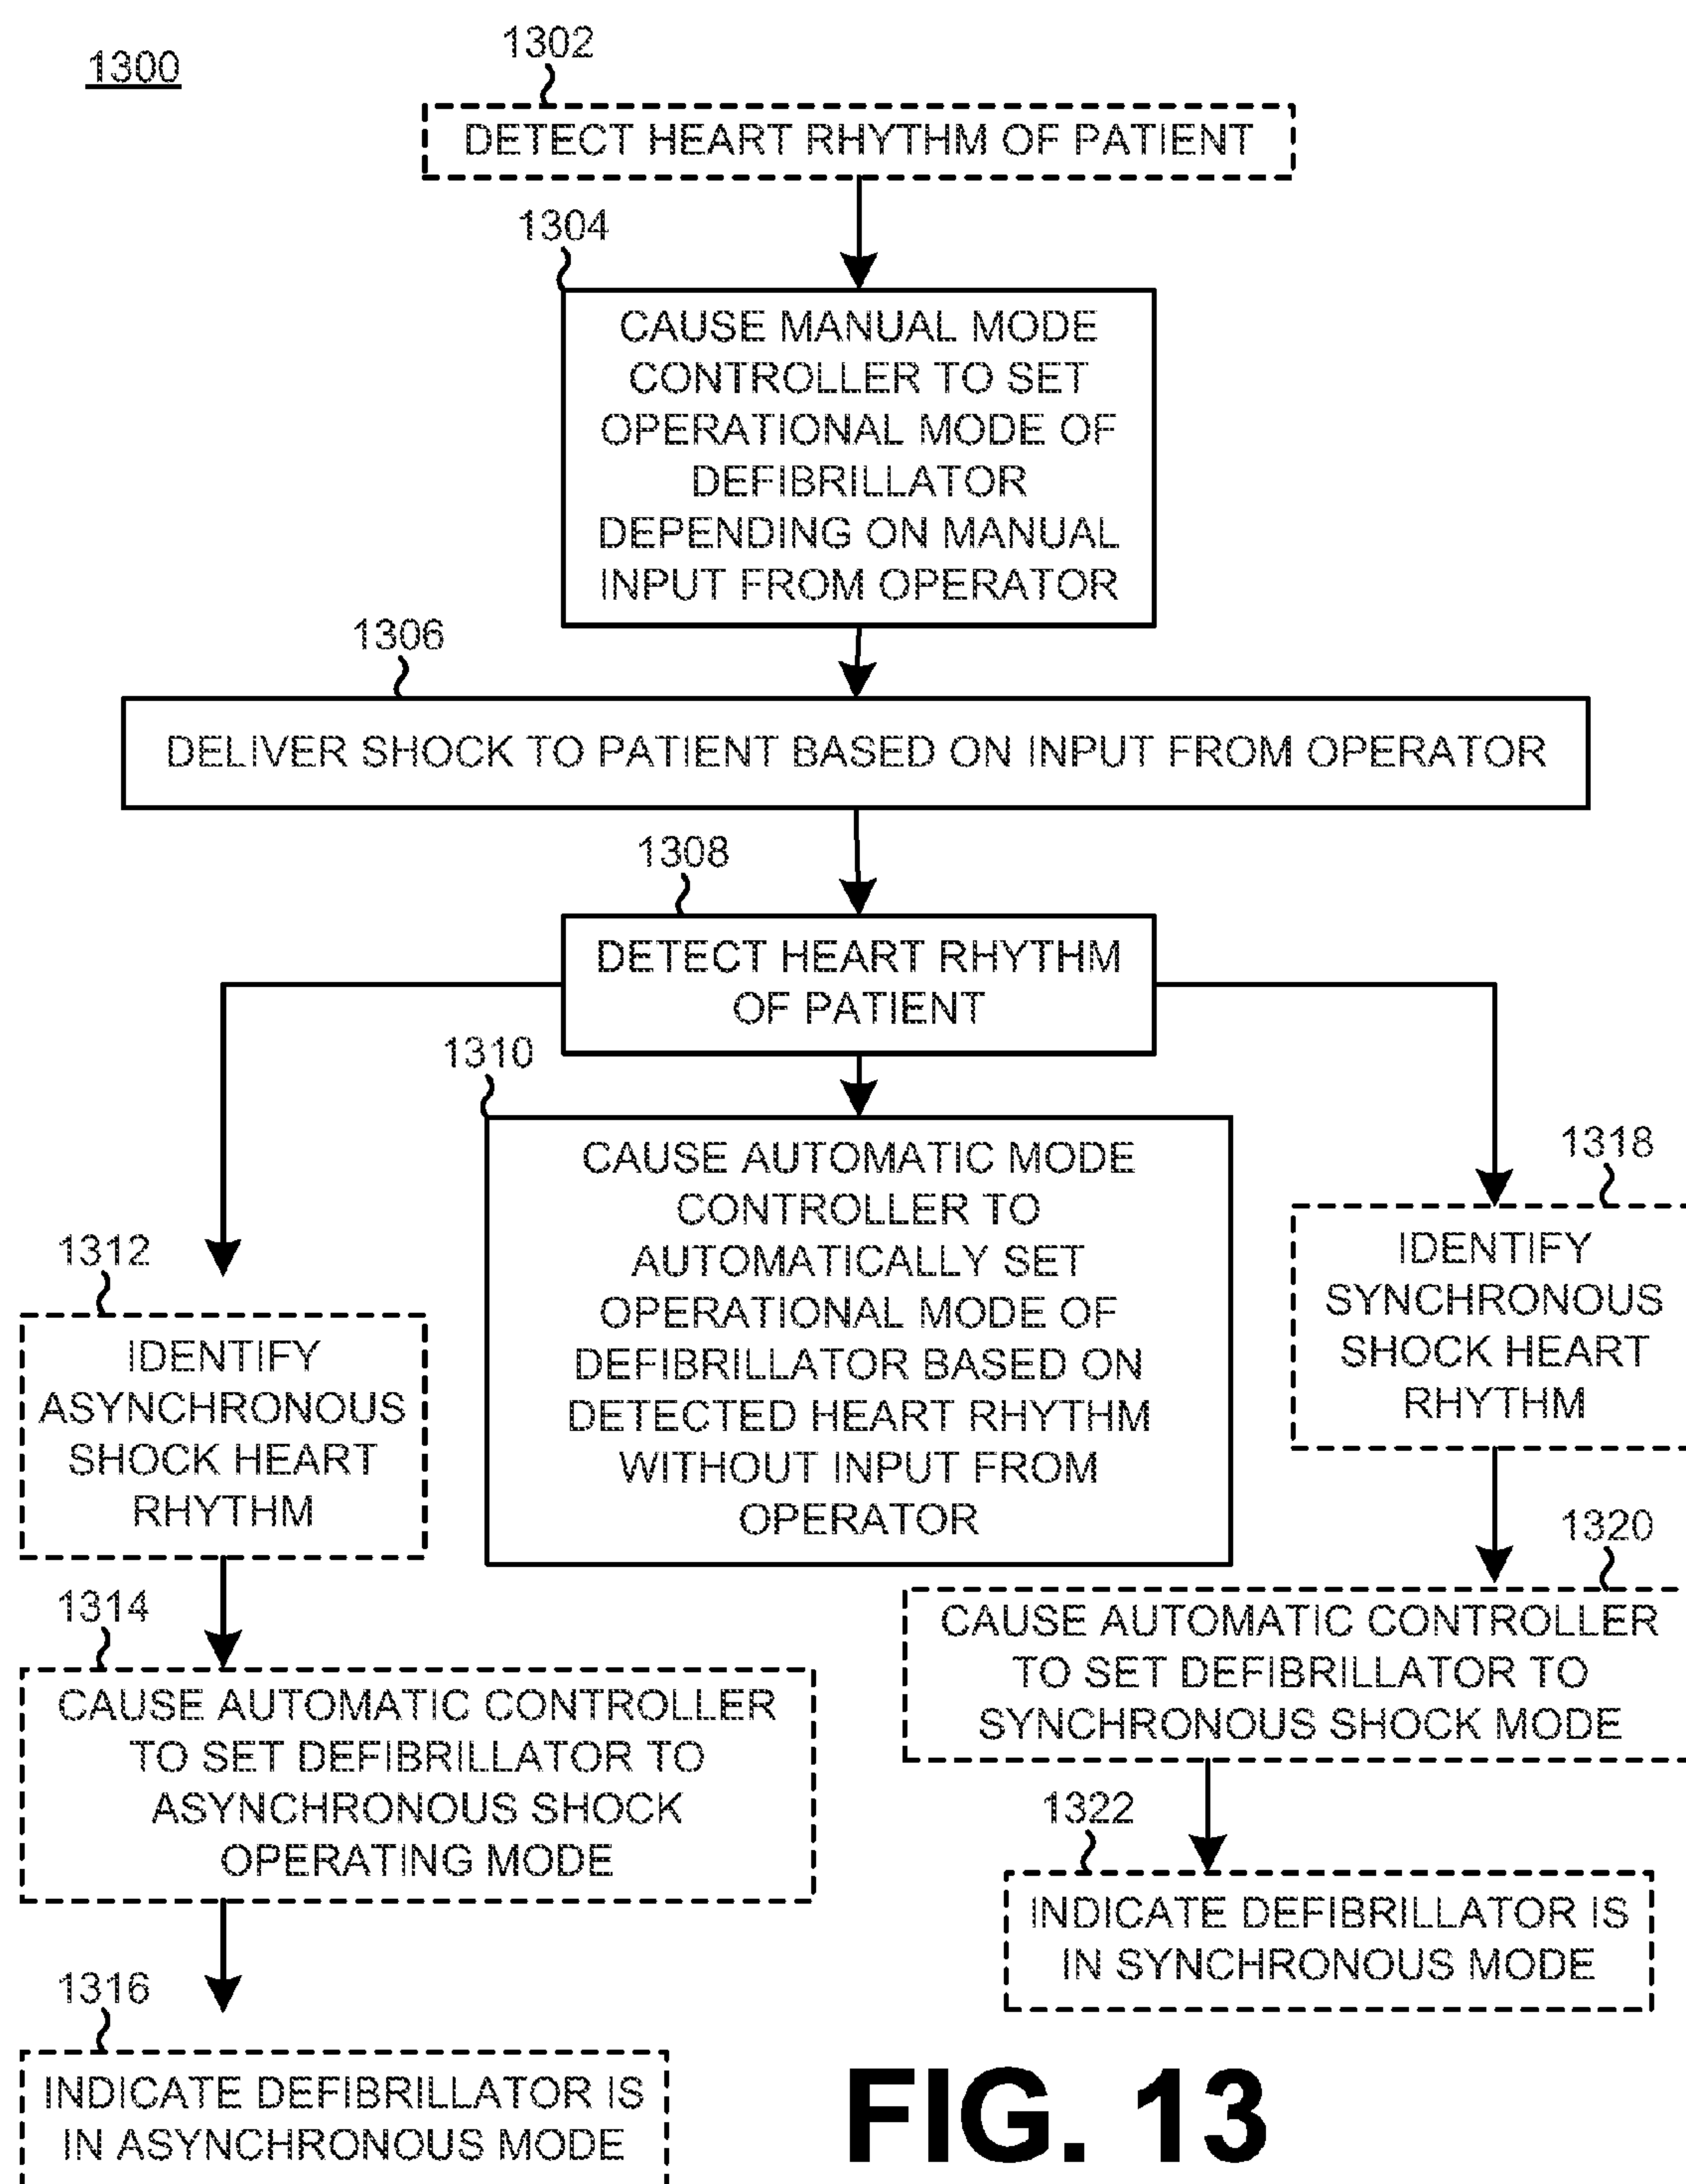 1300
1302
DETECT HEART RHYTHM OF PATIENT
1304
CAUSE MANUAL MODE
CONTROLLER TO SET
OPERATIONAL MODE OF
DEFIBRILLATOR
DEPENDING ON MANUAL
INPUT FROM OPERATOR
1306
DELIVER SHOCK TO PATIENT BASED ON INPUT FROM OPERATOR
1308
DETECT HEART RHYTHM
OF PATIENT
1310
CAUSE AUTOMATIC MODE
CONTROLLER TO
AUTOMATICALLY SET
OPERATIONAL MODE OF
DEFIBRILLATOR BASED ON
DETECTED HEART RHYTHM
WITHOUT INPUT FROM
OPERATOR
1312
IDENTIFY
ASYNCHRONOUS
SHOCK HEART
RHYTHM
1314
CAUSE AUTOMATIC CONTROLLER
TO SET DEFIBRILLATOR TO
ASYNCHRONOUS SHOCK
OPERATING MODE
1316
INDICATE DEFIBRILLATOR IS
IN ASYNCHRONOUS MODE
1318
IDENTIFY
SYNCHRONOUS
SHOCK HEART
RHYTHM
1320
CAUSE AUTOMATIC CONTROLLER
TO SET DEFIBRILLATOR TO
SYNCHRONOUS SHOCK MODE
1322
INDICATE DEFIBRILLATOR IS
IN SYNCHRONOUS MODE
FIG. 13